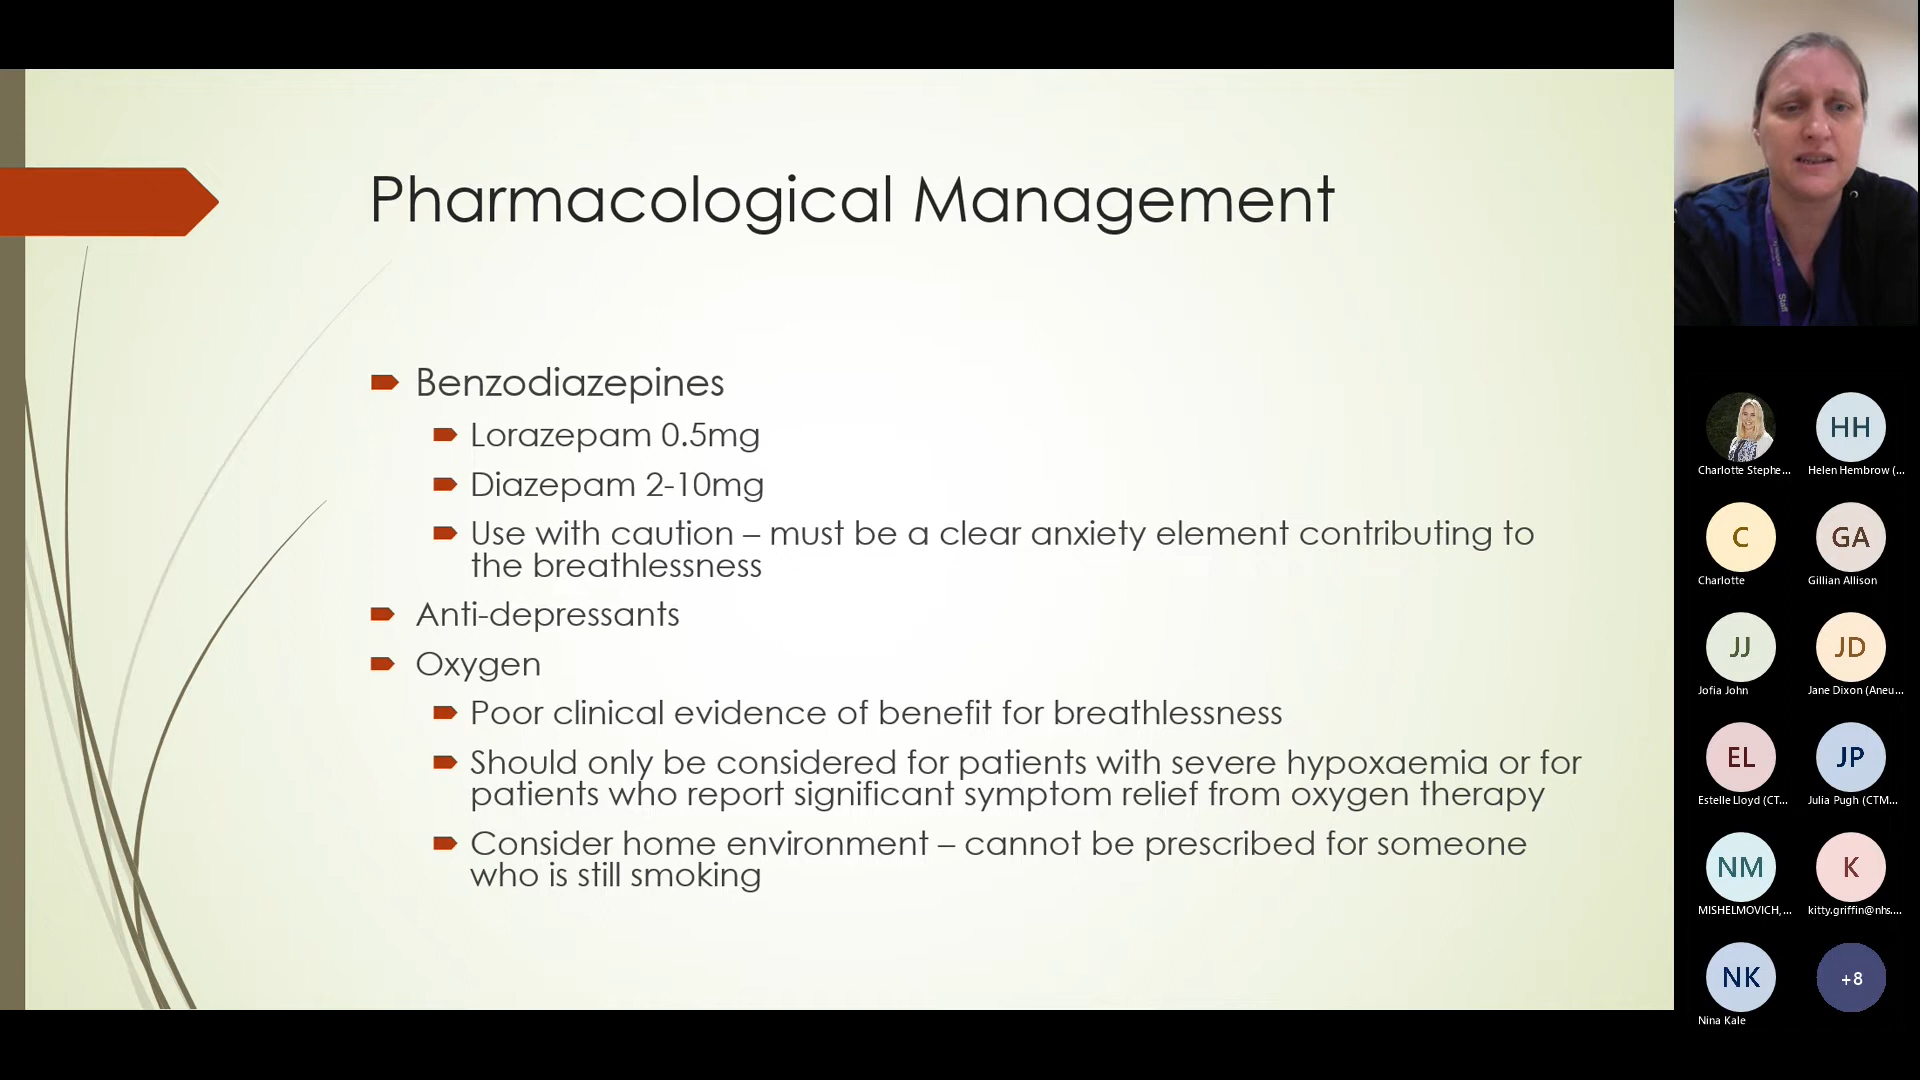 Pharmacological Management
Benzodiazepines
Lorazepam 0.5mg
Diazepam 2-10mg
Use with caution – must be a clear anxiety element contributing to
the breathlessness
Anti-depressants
Oxygen
Poor clinical evidence of benefit for breathlessness
Should only be considered for patients with severe hypoxaemia or for
patients who report significant symptom relief from oxygen therapy
Consider home environment – cannot be prescribed for someone
who is still smoking
Staff
Charlotte Stephe...
HH
Helen Hembrow (...
C
Charlotte
GA
Gillian Allison
JJ
Jofia John
JD
Jane Dixon (Aneu...
EL
Estelle Lloyd (CT...
JP
Julia Pugh (CTM...
NM
MISHELMOVICH,...
K
kitty.griffin@nhs....
NK
Nina Kale
+8